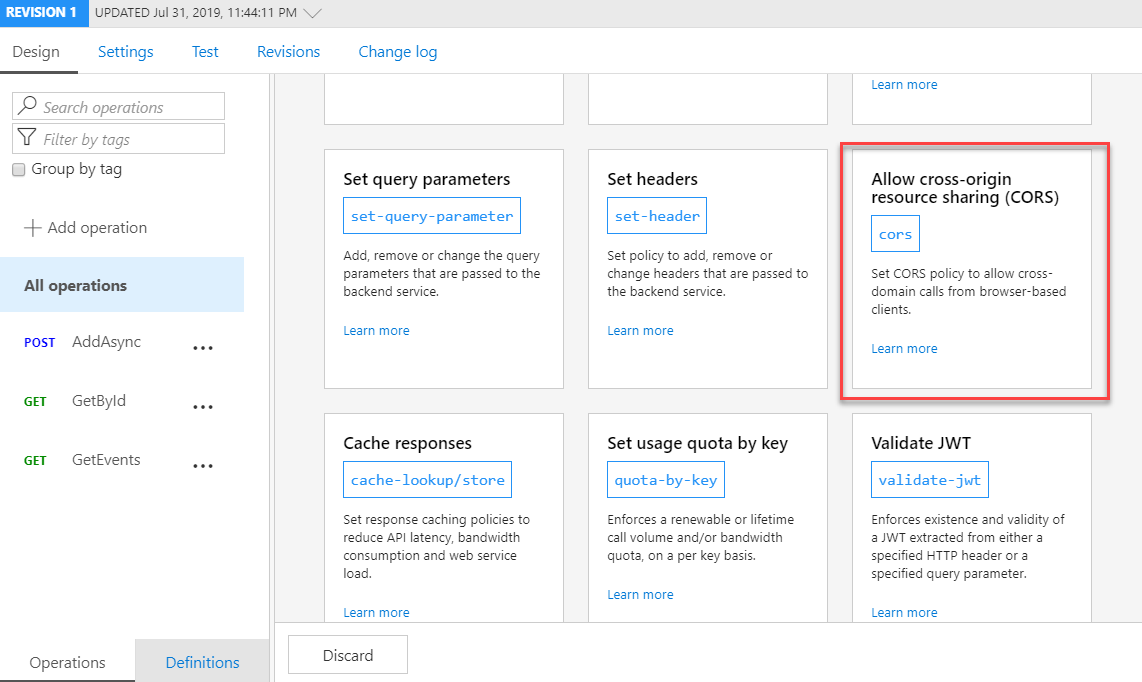 REVISION 1 UPDATED Jul 31, 2019, 11:44:11 PM
Design Settings Test Revisions Change log
Search operations
Filter by tags
Group by tag
Add operation
All operations
POST AddAsync ...
GET GetById ...
GET GetEvents ...
Operations Definitions
Learn more
Set query parameters
set-query-parameter
Add, remove or change the query
parameters that are passed to the
backend service.
Learn more
Set headers
set-header
Set policy to add, remove or
change headers that are passed to
the backend service.
Learn more
Allow cross-origin
resource sharing (CORS)
cors
Set CORS policy to allow cross-
domain calls from browser-based
clients.
Learn more
Cache responses
cache-lookup/store
Set response caching policies to
reduce API latency, bandwidth
consumption and web service
load.
Learn more
Set usage quota by key
quota-by-key
Enforces a renewable or lifetime
call volume and/or bandwidth
quota, on a per key basis.
Learn more
Validate JWT
validate-jwt
Enforces existence and validity of
a JWT extracted from either a
specified HTTP header or a
specified query parameter.
Learn more
Discard